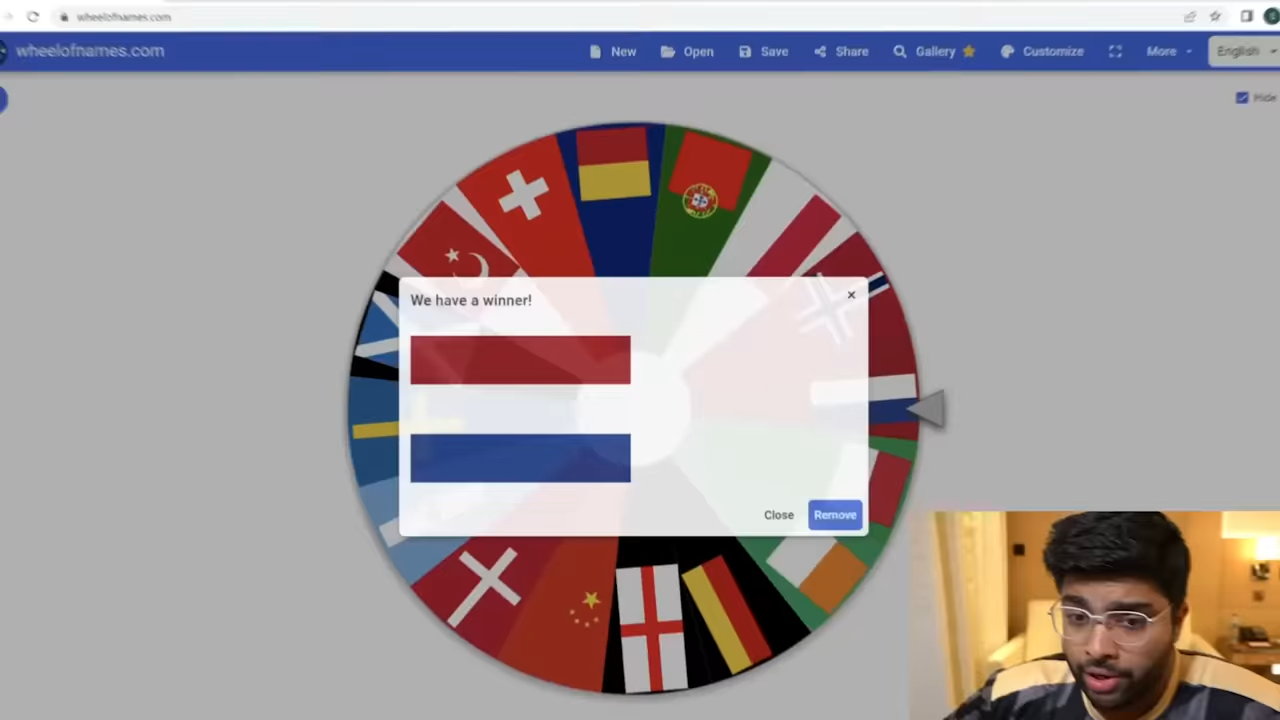 wheelofnames.com
wheelofnames.com
New
Open
Save
Share
Gallery
Customize
More
English
Hide
We have a winner!
×
Close
Remove